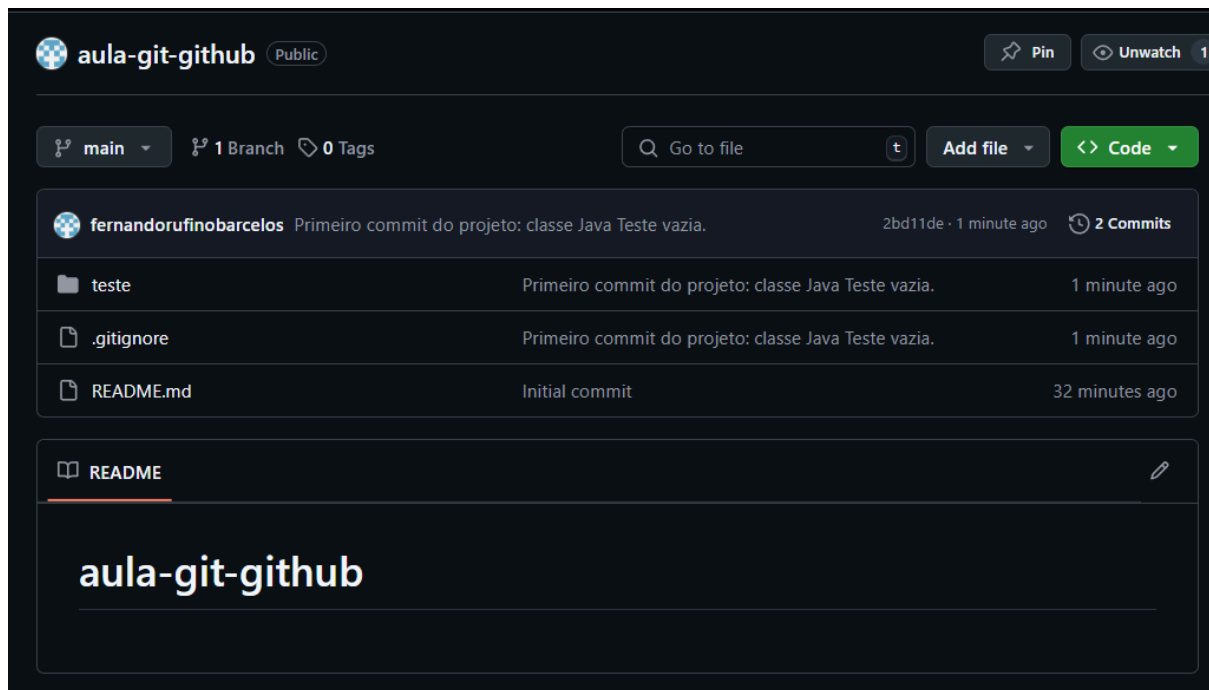 aula-git-github Public Pin Unwatch 1
main 1 Branch 0 Tags Go to file t Add file <> Code
fernandorufinobarcelos Primeiro commit do projeto: classe Java Teste vazia. 2bd11de · 1 minute ago 2 Commits
teste Primeiro commit do projeto: classe Java Teste vazia. 1 minute ago
.gitignore Primeiro commit do projeto: classe Java Teste vazia. 1 minute ago
README.md Initial commit 32 minutes ago
README
aula-git-github